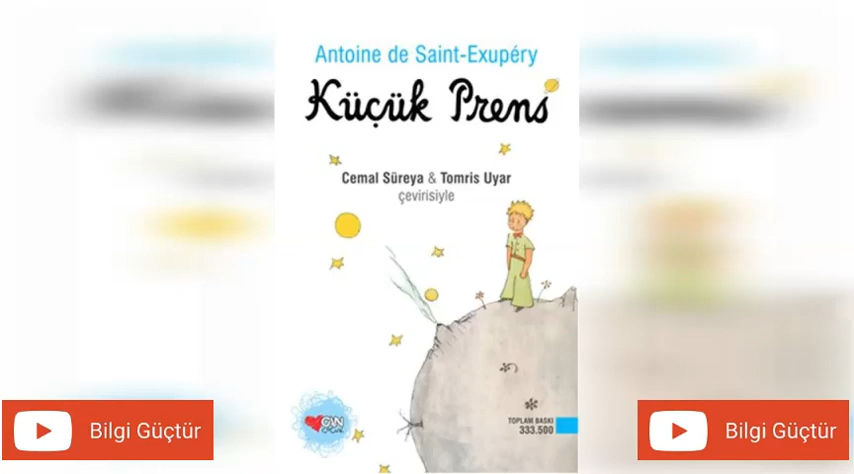 Antoine de Saint-Exupéry
Küçük Prens
Cemal Süreya & Tomris Uyar
çevirisiyle
CAN
TOPLAM BASKI
333.500
Bilgi Güçtür
Bilgi Güçtür